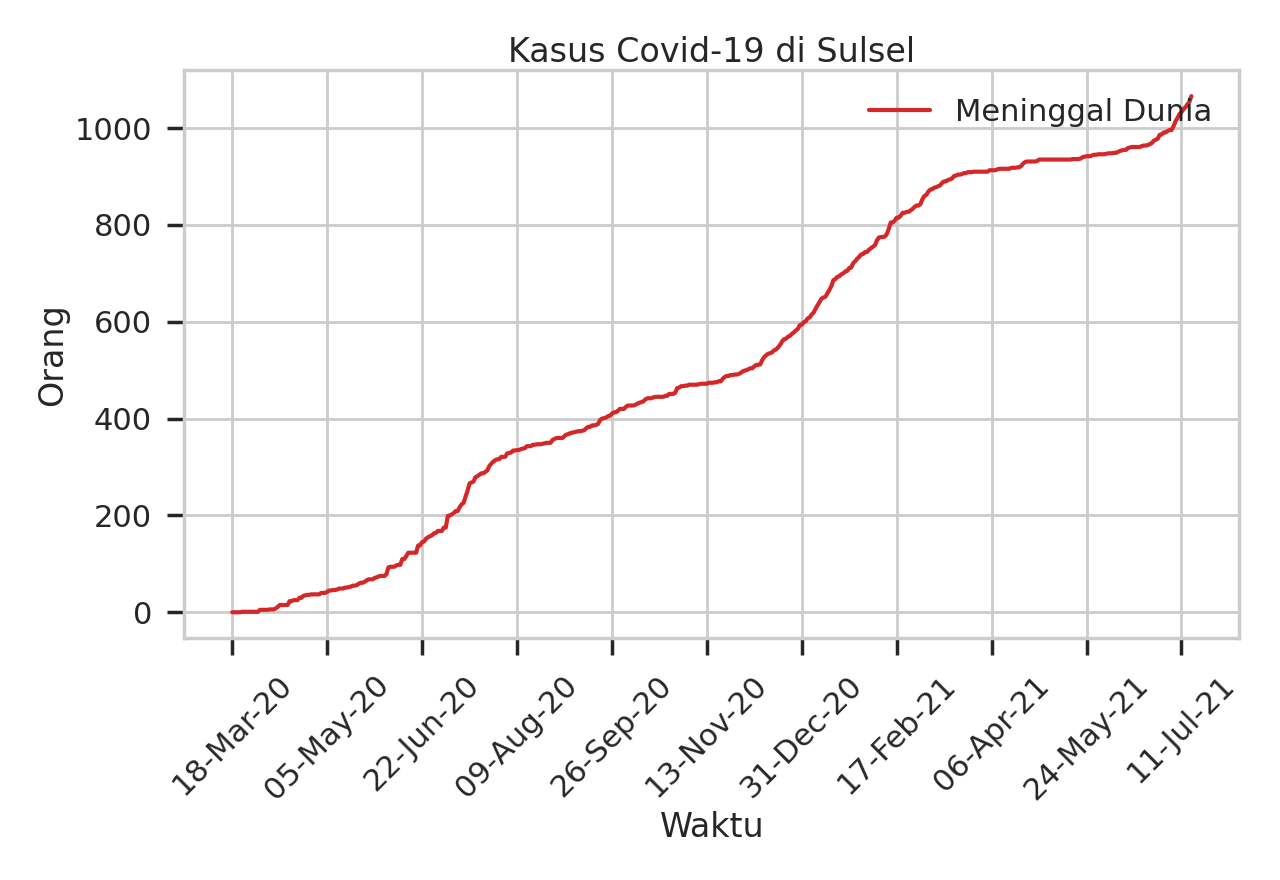 Kasus Covid-19 di Sulsel
Meninggal Dunia
Orang
1000
800
600
400
200
0
18-Mar-20
05-May-20
22-Jun-20
09-Aug-20
26-Sep-20
13-Nov-20
31-Dec-20
17-Feb-21
06-Apr-21
24-May-21
11-Jul-21
Waktu